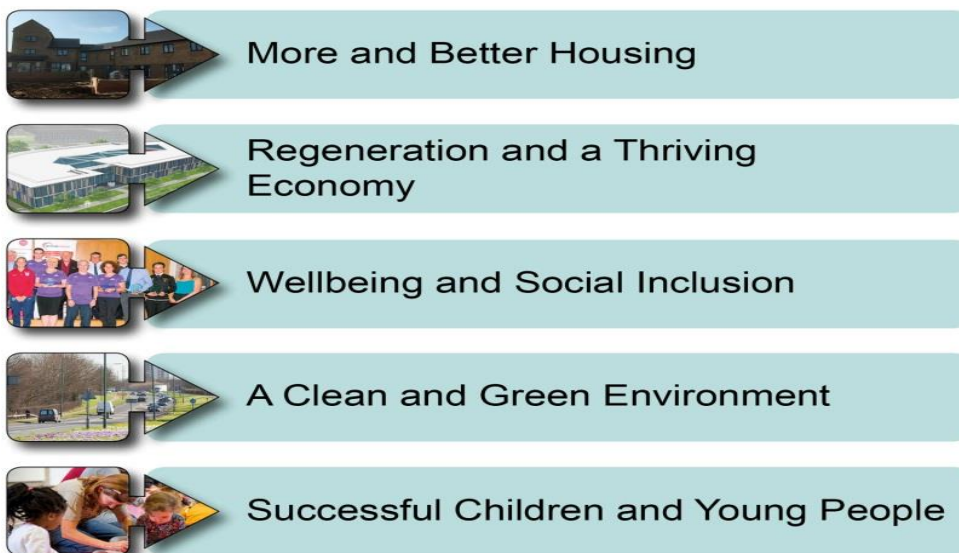 More and Better Housing
Regeneration and a Thriving
Economy
Wellbeing and Social Inclusion
A Clean and Green Environment
Successful Children and Young People